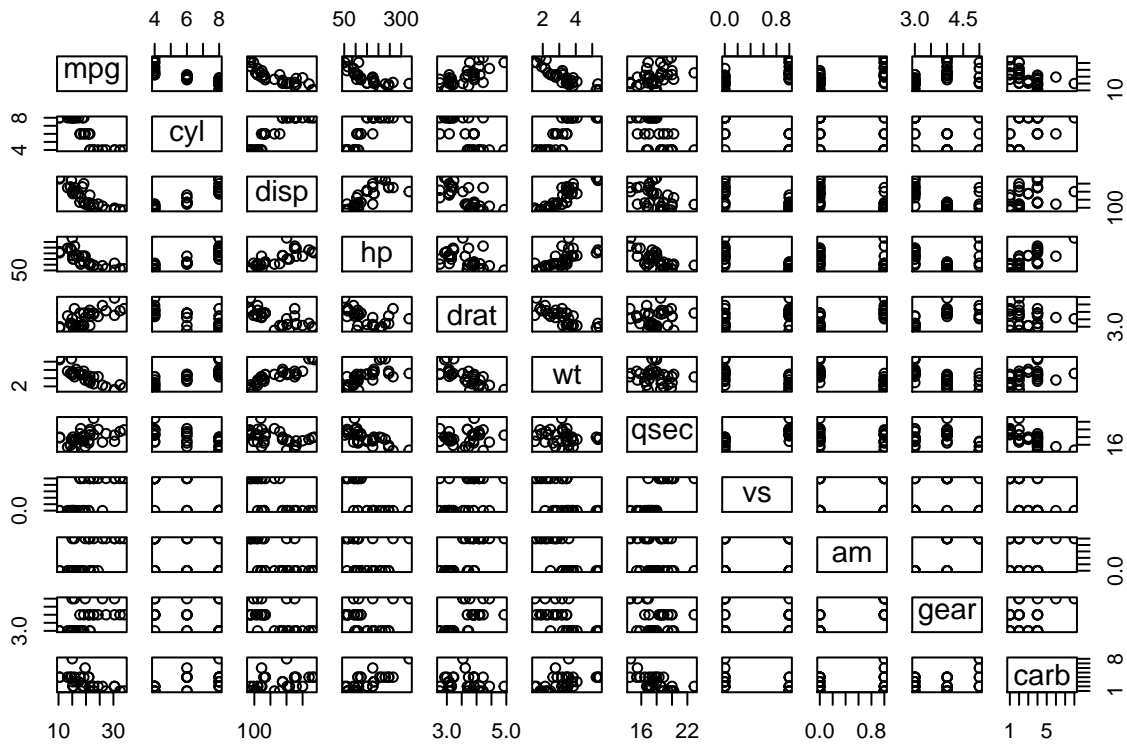 4 6 8 50 300 2 4 0.0 0.8 3.0 4.5
mpg 10
4 8 cyl
disp 100
50 hp
drat 3.0
2 wt
qsec 16
0.0 vs
am 0.0
3.0 gear
carb 1 8
10 20 30 100 3.0 5.0 16 22 0.0 0.8 1 5